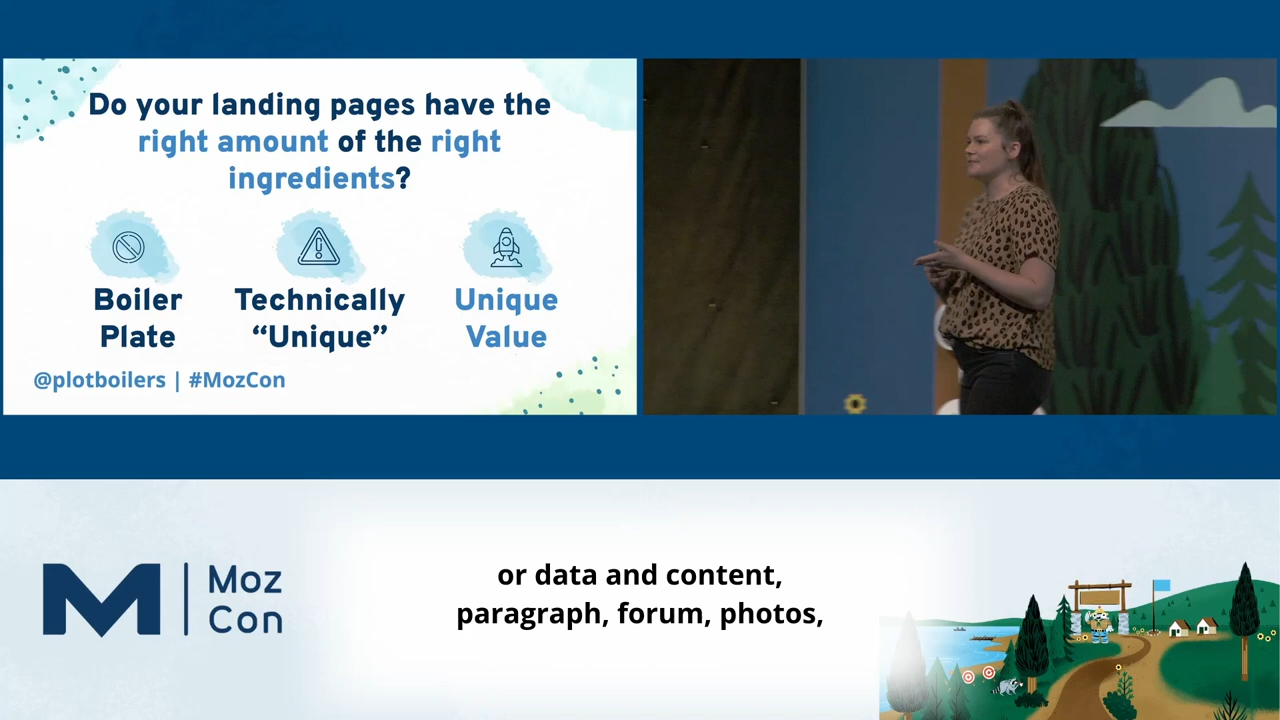 Do your landing pages have the
right amount of the right
ingredients?
Boiler
Plate
Technically
“Unique”
Unique
Value
@plotboilers | #MozCon
M | Moz
Con
or data and content,
paragraph, forum, photos,